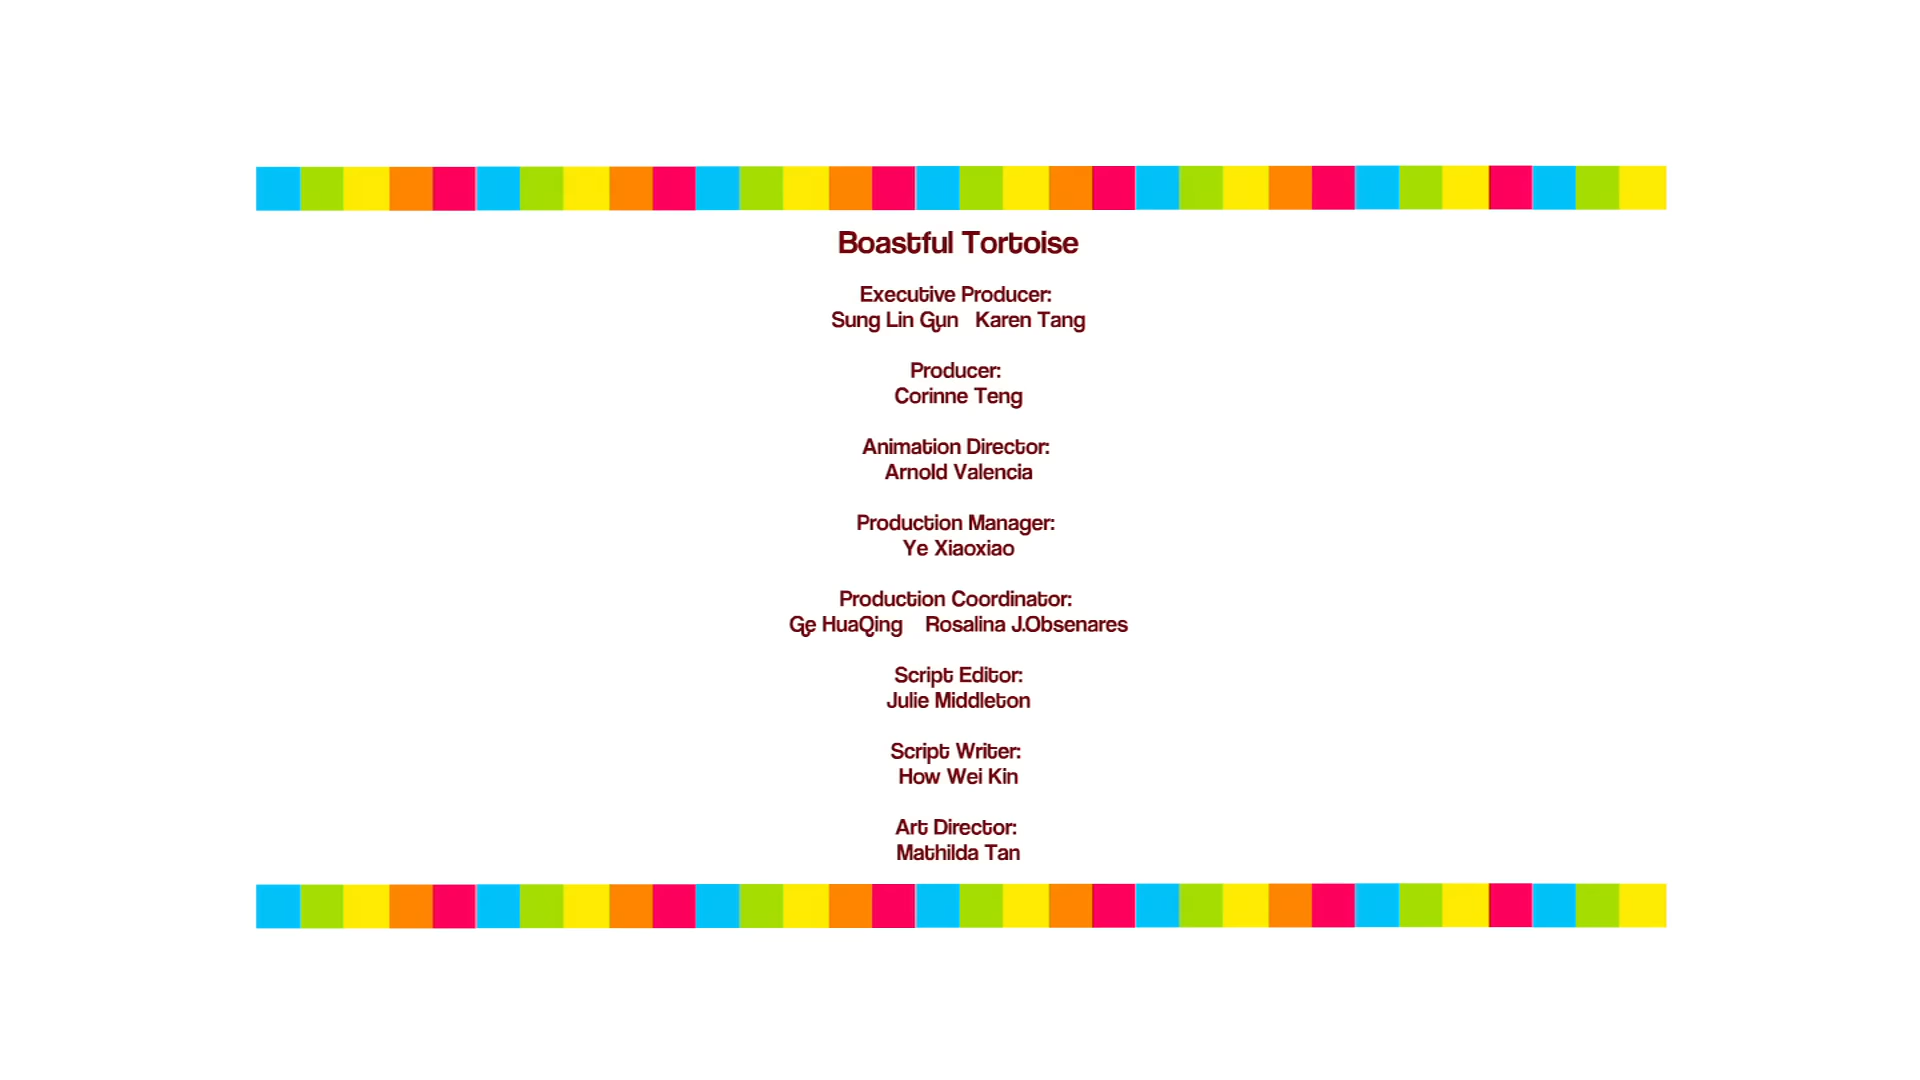 Boastful Tortoise
Executive Producer:
Sung Lin Gun   Karen Tang
Producer:
Corinne Teng
Animation Director:
Arnold Valencia
Production Manager:
Ye Xiaoxiao
Production Coordinator:
Ge HuaQing    Rosalina J.Obsenares
Script Editor:
Julie Middleton
Script Writer:
How Wei Kin
Art Director:
Mathilda Tan